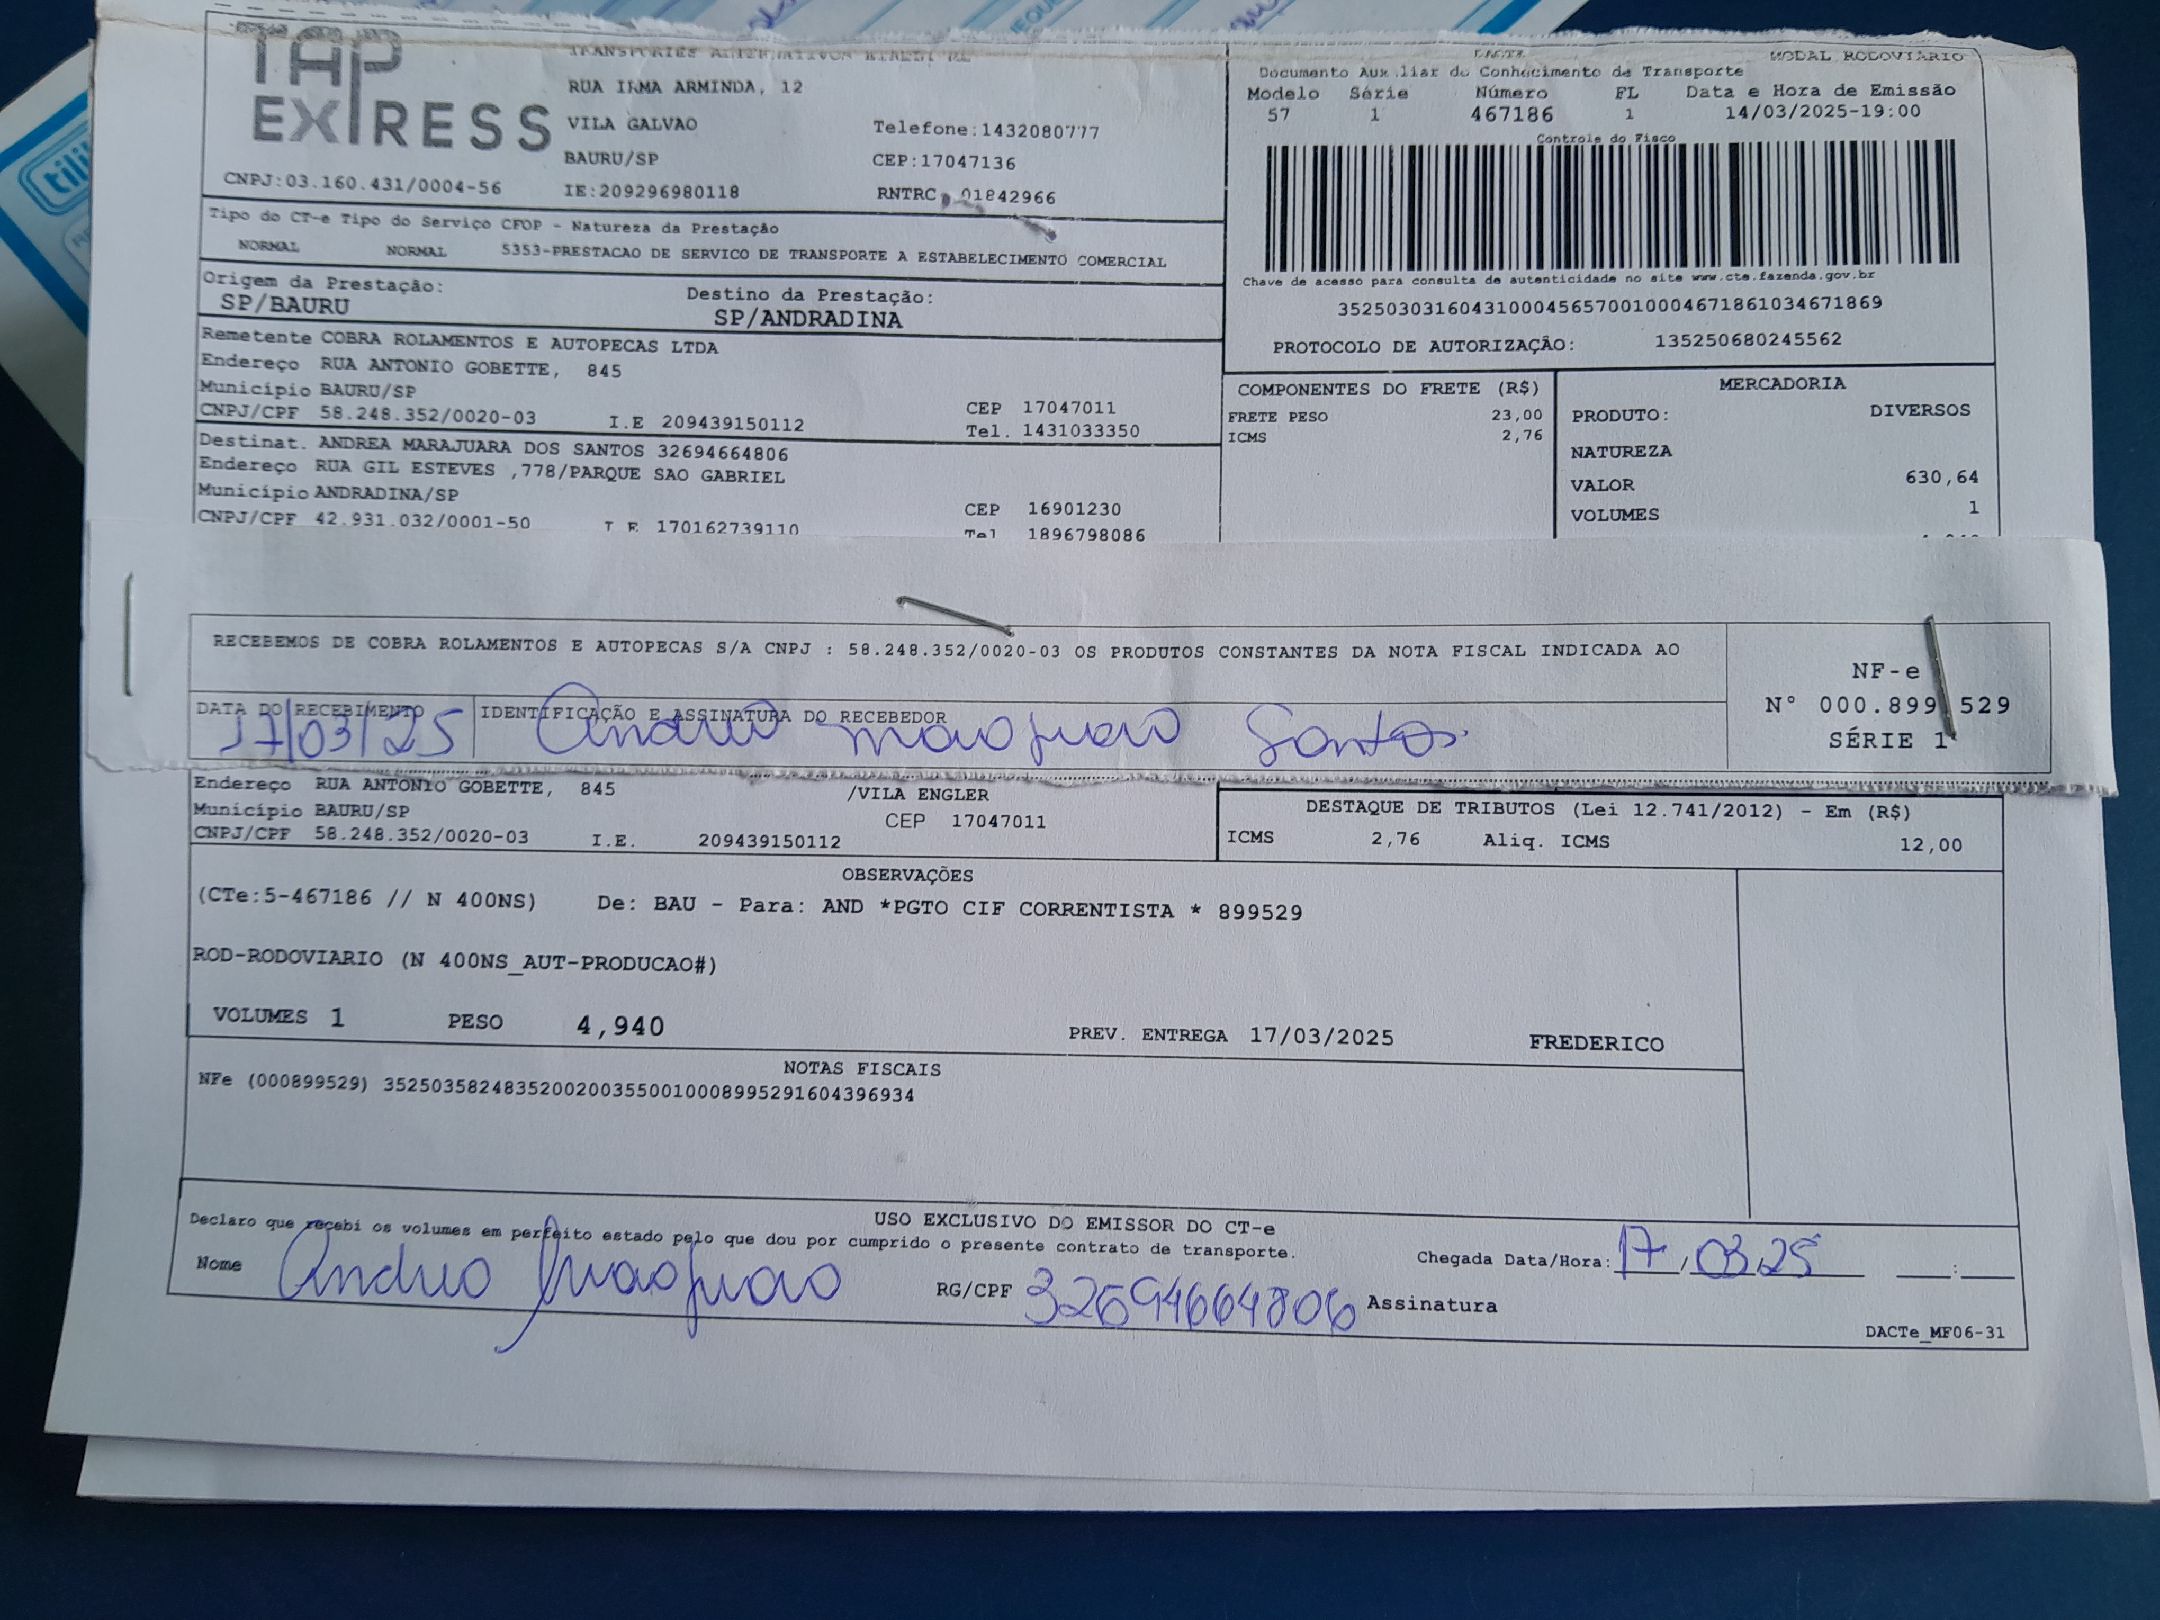 TAP EXPRESS
RUA IRMA ARMINDA, 12
VILA GALVAO Telefone:1432080777
BAURU/SP CEP:17047136
CNPJ:03.160.431/0004-56 IE:209296980118 RNTRC 01842966
DACTE MODAL RODOVIÁRIO
Documento Auxiliar do Conhecimento de Transporte
Modelo Série Número FL Data e Hora de Emissão
57 1 467186 1 14/03/2025-19:00
Controle do Fisco
Chave de acesso para consulta de autenticidade no site www.cte.fazenda.gov.br
35250303160431000456570010004671861034671869
PROTOCOLO DE AUTORIZAÇÃO: 135250680245562
Tipo do CT-e Tipo do Serviço CFOP - Natureza da Prestação
NORMAL NORMAL 5353-PRESTACAO DE SERVICO DE TRANSPORTE A ESTABELECIMENTO COMERCIAL
Origem da Prestação: Destino da Prestação:
SP/BAURU SP/ANDRADINA
Remetente COBRA ROLAMENTOS E AUTOPECAS LTDA
Endereço RUA ANTONIO GOBETTE, 845
Município BAURU/SP CEP 17047011
CNPJ/CPF 58.248.352/0020-03 I.E 209439150112 Tel. 1431033350
Destinat. ANDREA MARAJUARA DOS SANTOS 32694664806
Endereço RUA GIL ESTEVES ,778/PARQUE SAO GABRIEL
Município ANDRADINA/SP CEP 16901230
CNPJ/CPF 42.931.032/0001-50 I E 170162739110 Tel 1896798086
COMPONENTES DO FRETE (R$)
FRETE PESO 23,00
ICMS 2,76
MERCADORIA
PRODUTO: DIVERSOS
NATUREZA
VALOR 630,64
VOLUMES 1
RECEBEMOS DE COBRA ROLAMENTOS E AUTOPECAS S/A CNPJ : 58.248.352/0020-03 OS PRODUTOS CONSTANTES DA NOTA FISCAL INDICADA AO
NF-e
N° 000.899.529
SÉRIE 1
DATA DO RECEBIMENTO IDENTIFICAÇÃO E ASSINATURA DO RECEBEDOR
17/03/25 Santos
Endereço RUA ANTONIO GOBETTE, 845 /VILA ENGLER
Município BAURU/SP CEP 17047011
CNPJ/CPF 58.248.352/0020-03 I.E. 209439150112
DESTAQUE DE TRIBUTOS (Lei 12.741/2012) - Em (R$)
ICMS 2,76 Aliq. ICMS 12,00
OBSERVAÇÕES
(CTe:5-467186 // N 400NS) De: BAU - Para: AND *PGTO CIF CORRENTISTA * 899529
ROD-RODOVIARIO (N 400NS_AUT-PRODUCAO#)
VOLUMES 1 PESO 4,940 PREV. ENTREGA 17/03/2025 FREDERICO
NOTAS FISCAIS
NFe (000899529) 35250358248352002003550010008995291604396934
USO EXCLUSIVO DO EMISSOR DO CT-e
Declaro que recebi os volumes em perfeito estado pelo que dou por cumprido o presente contrato de transporte.
Chegada Data/Hora: 17/03 25 :
Nome RG/CPF 32694664806 Assinatura
DACTe_MF06-31